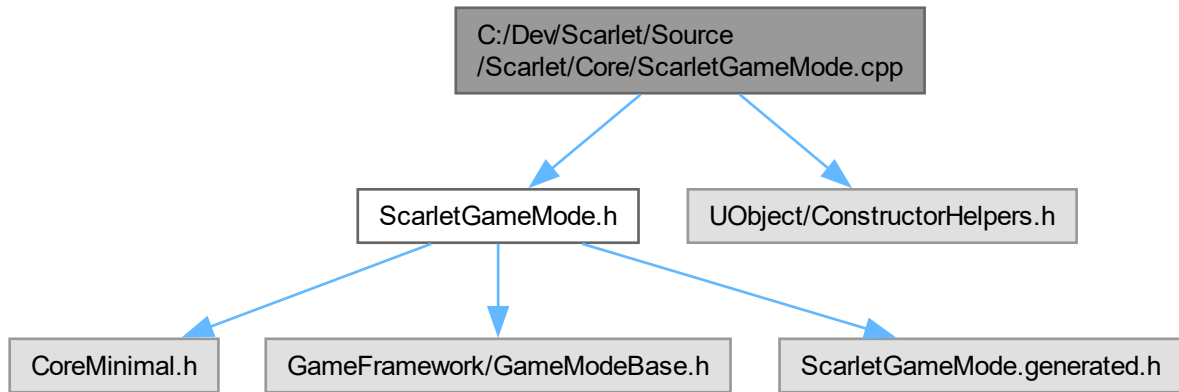 C:/Dev/Scarlet/Source
/Scarlet/Core/ScarletGameMode.cpp
ScarletGameMode.h
UObject/ConstructorHelpers.h
CoreMinimal.h
GameFramework/GameModeBase.h
ScarletGameMode.generated.h